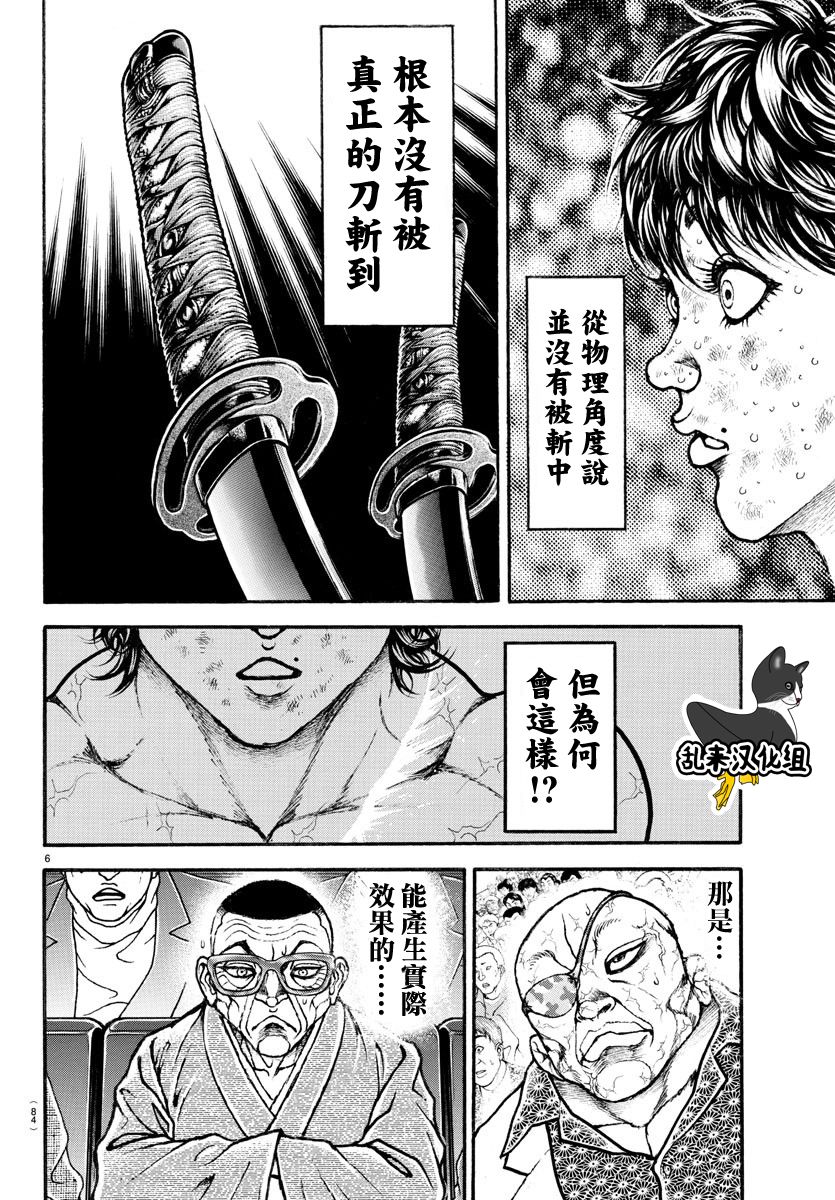 從物理角度說
並沒有被斬中
根本沒有被
真正的刀斬到
但為何
會這樣!?
乱来汉化组
那是…
能產生實際
效果的……
6
(84)